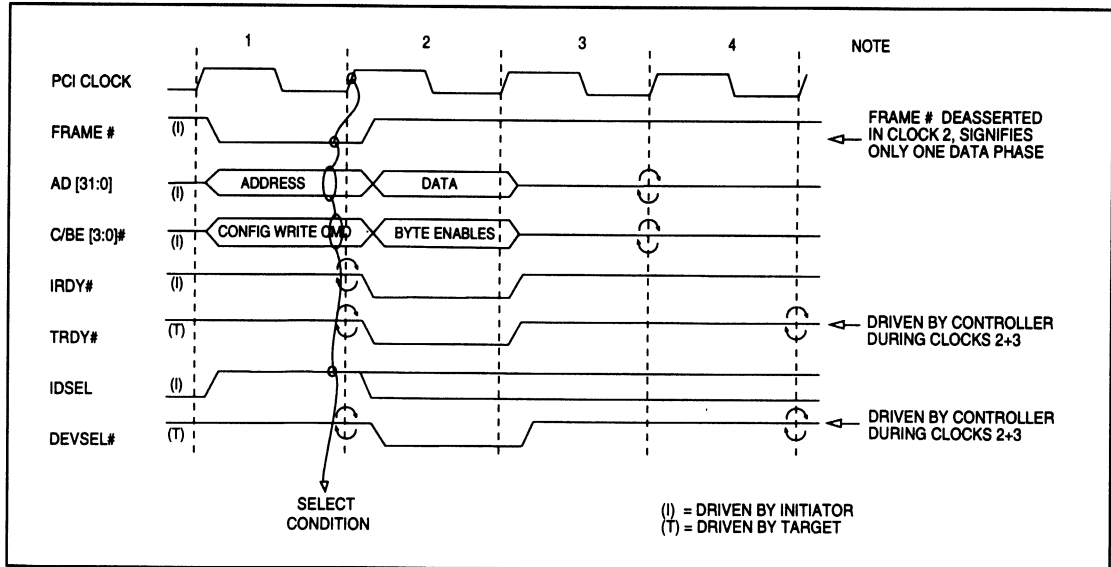 1 2 3 4 NOTE
PCI CLOCK
FRAME # (I)
FRAME # DEASSERTED
IN CLOCK 2, SIGNIFIES
ONLY ONE DATA PHASE
AD [31:0] (I) ADDRESS DATA
C/BE [3:0]# (I) CONFIG WRITE CMD BYTE ENABLES
IRDY# (I)
TRDY# (T)
DRIVEN BY CONTROLLER
DURING CLOCKS 2+3
IDSEL (I)
DEVSEL# (T)
DRIVEN BY CONTROLLER
DURING CLOCKS 2+3
SELECT
CONDITION
(I) = DRIVEN BY INITIATOR
(T) = DRIVEN BY TARGET